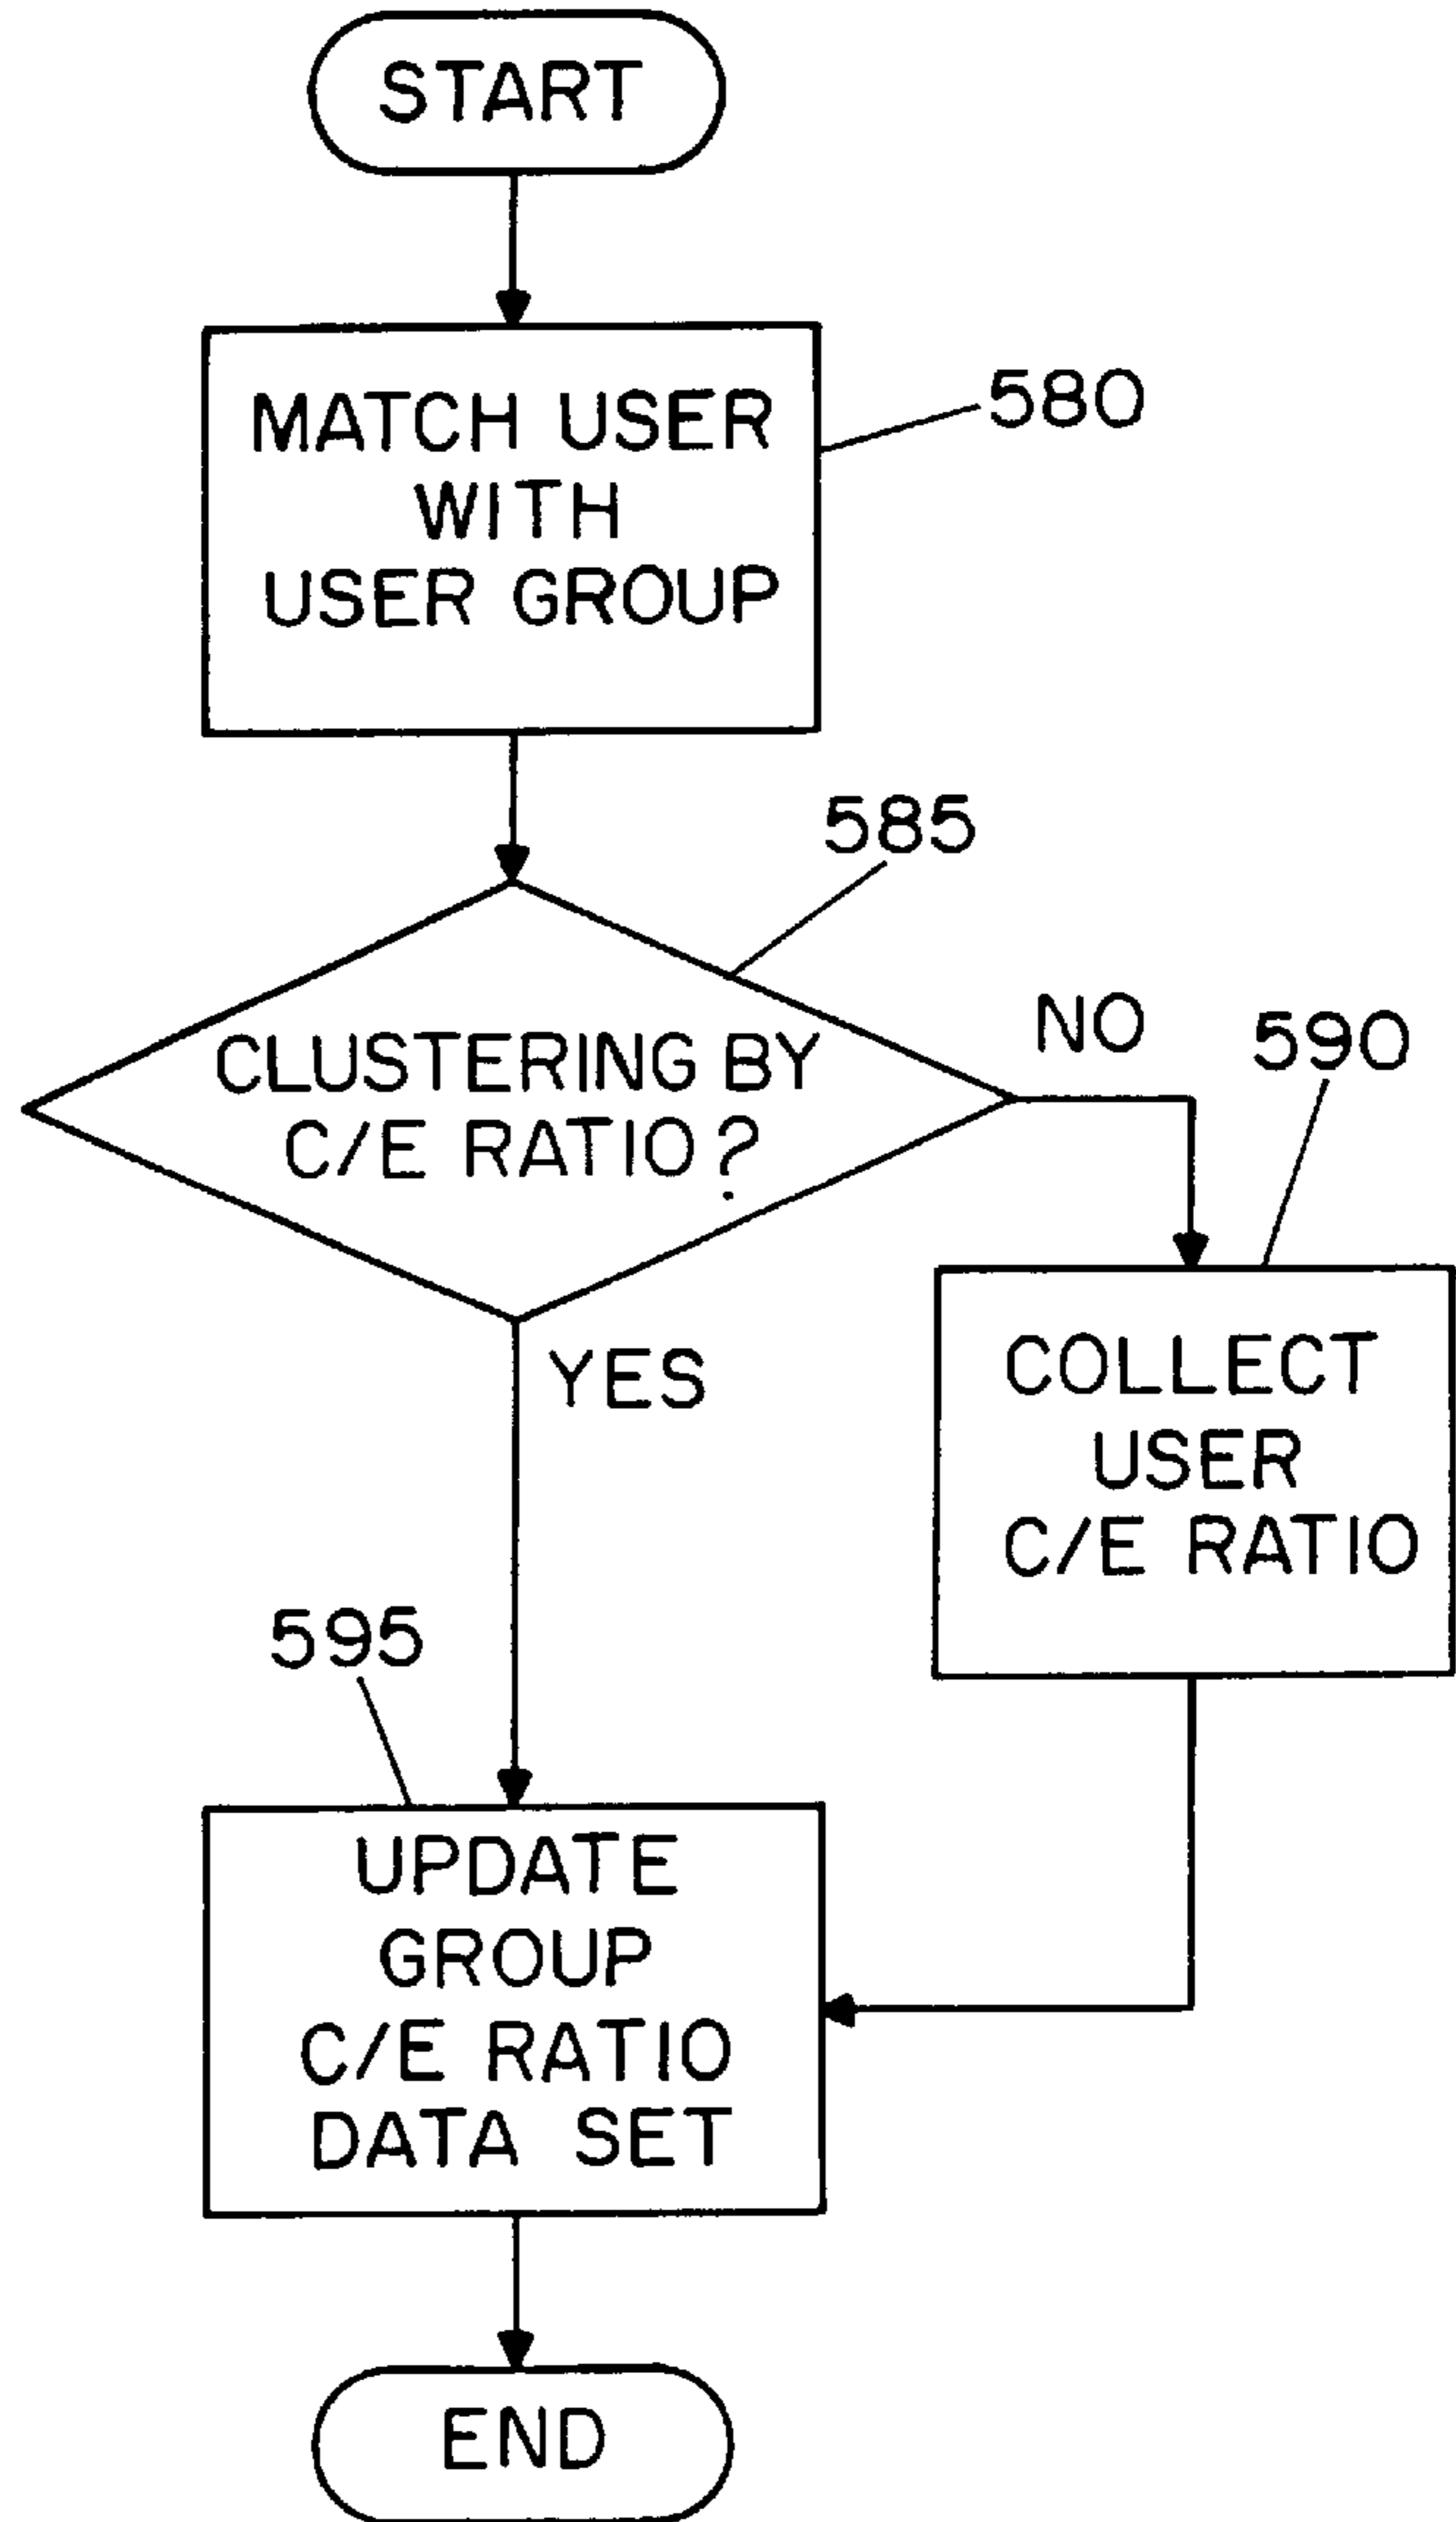 START
MATCH USER
WITH
USER GROUP
580
585
CLUSTERING BY
C/E RATIO?
NO
590
YES
COLLECT
USER
C/E RATIO
595
UPDATE
GROUP
C/E RATIO
DATA SET
END